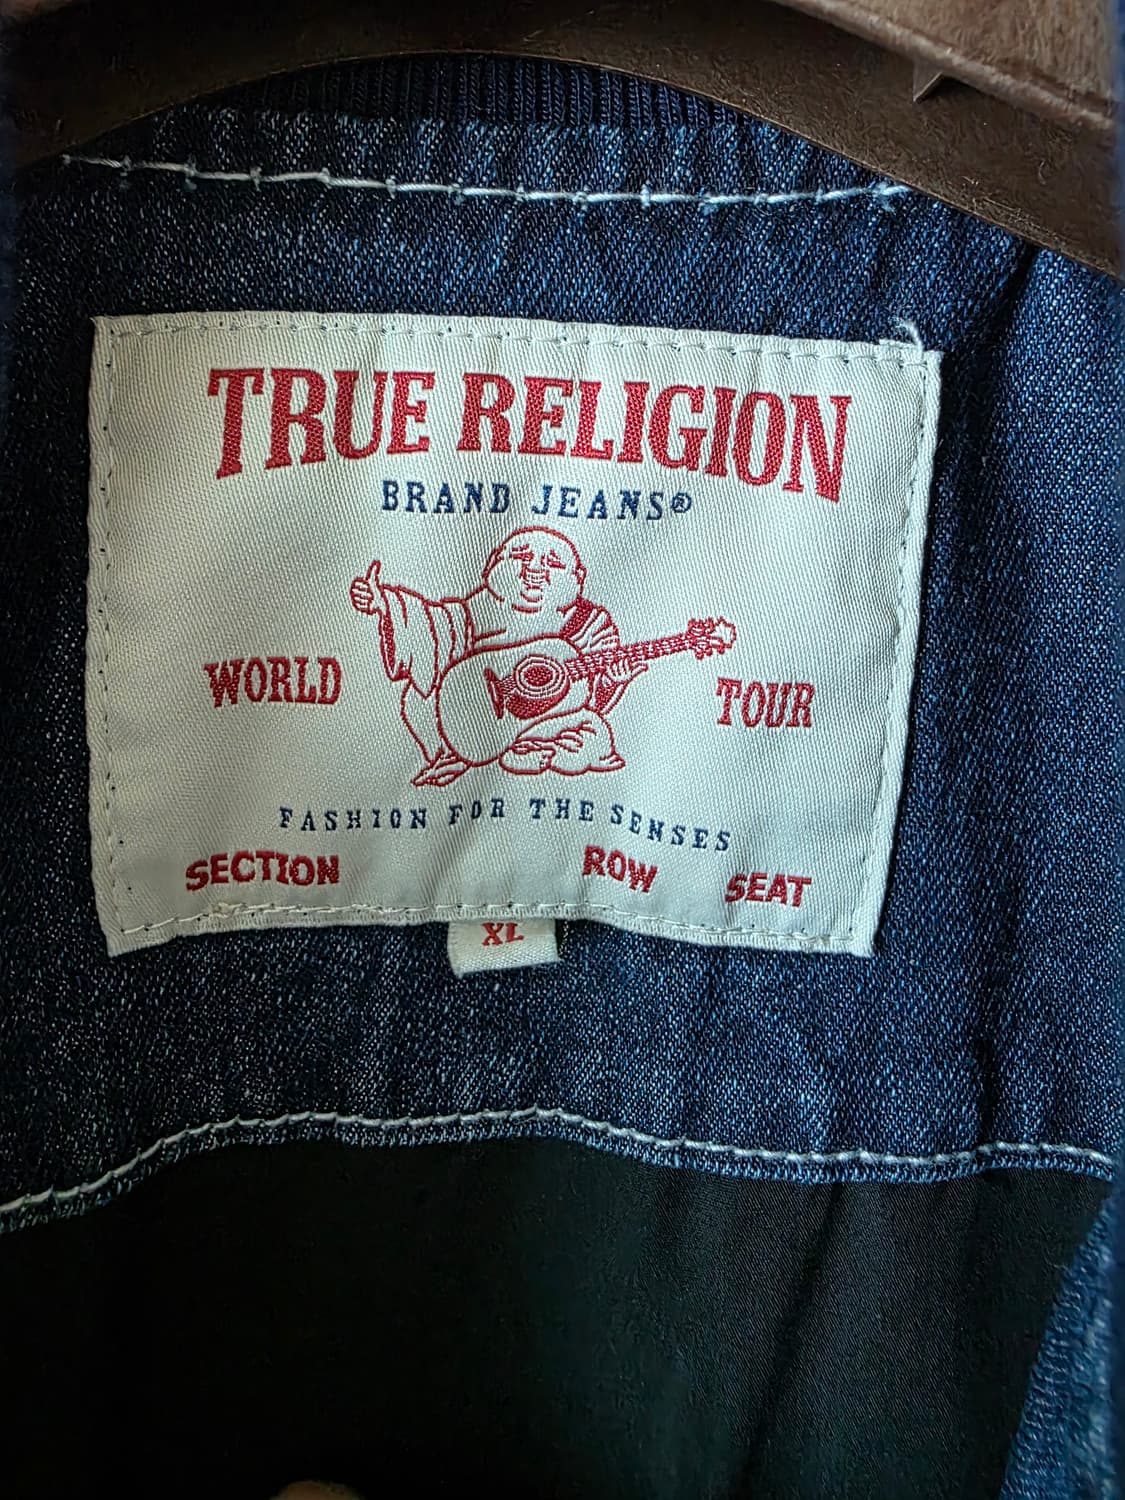 TRUE RELIGION
BRAND JEANS®
WORLD TOUR
FASHION FOR THE SENSES
SECTION ROW SEAT
XL